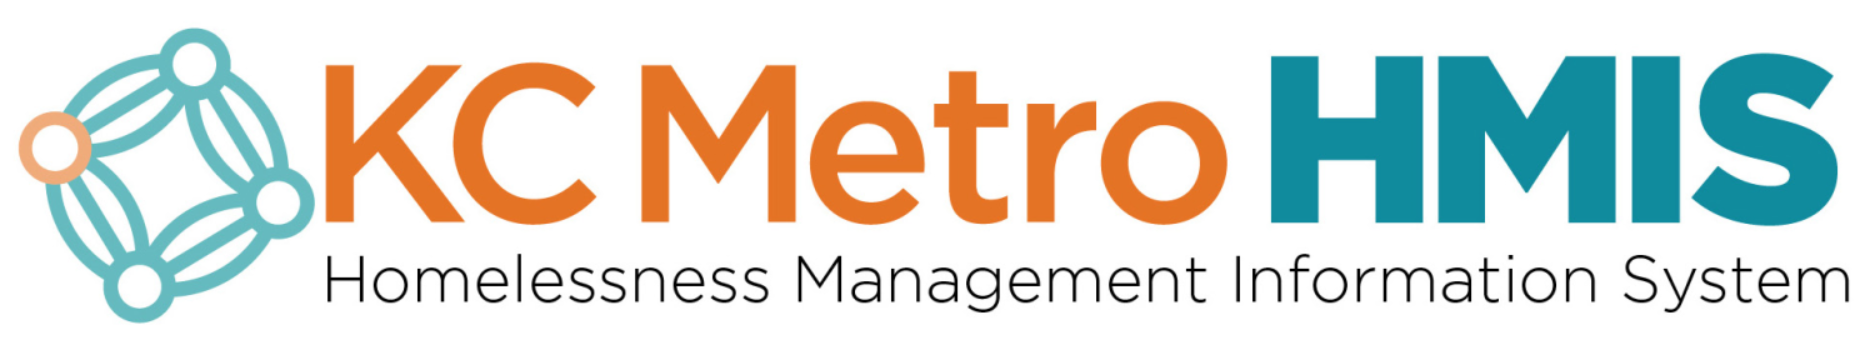 KC Metro HMIS
Homelessness Management Information System